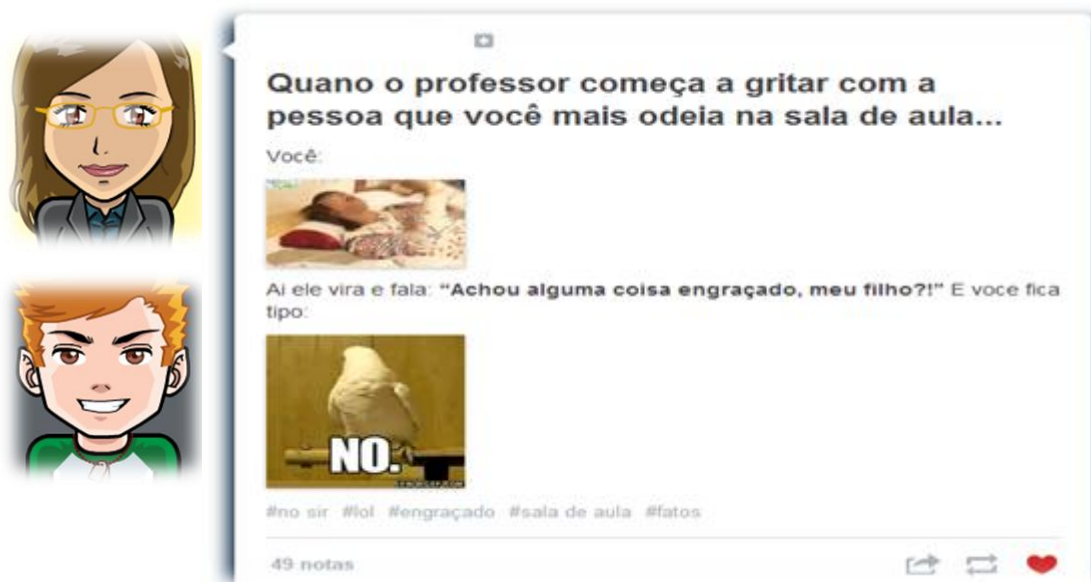 Quano o professor começa a gritar com a
pessoa que você mais odeia na sala de aula...
Você:
Ai ele vira e fala: “Achou alguma coisa engraçado, meu filho?!” E voce fica
tipo:
NO.
#no sir #lol #engraçado #sala de aula #fatos
49 notas